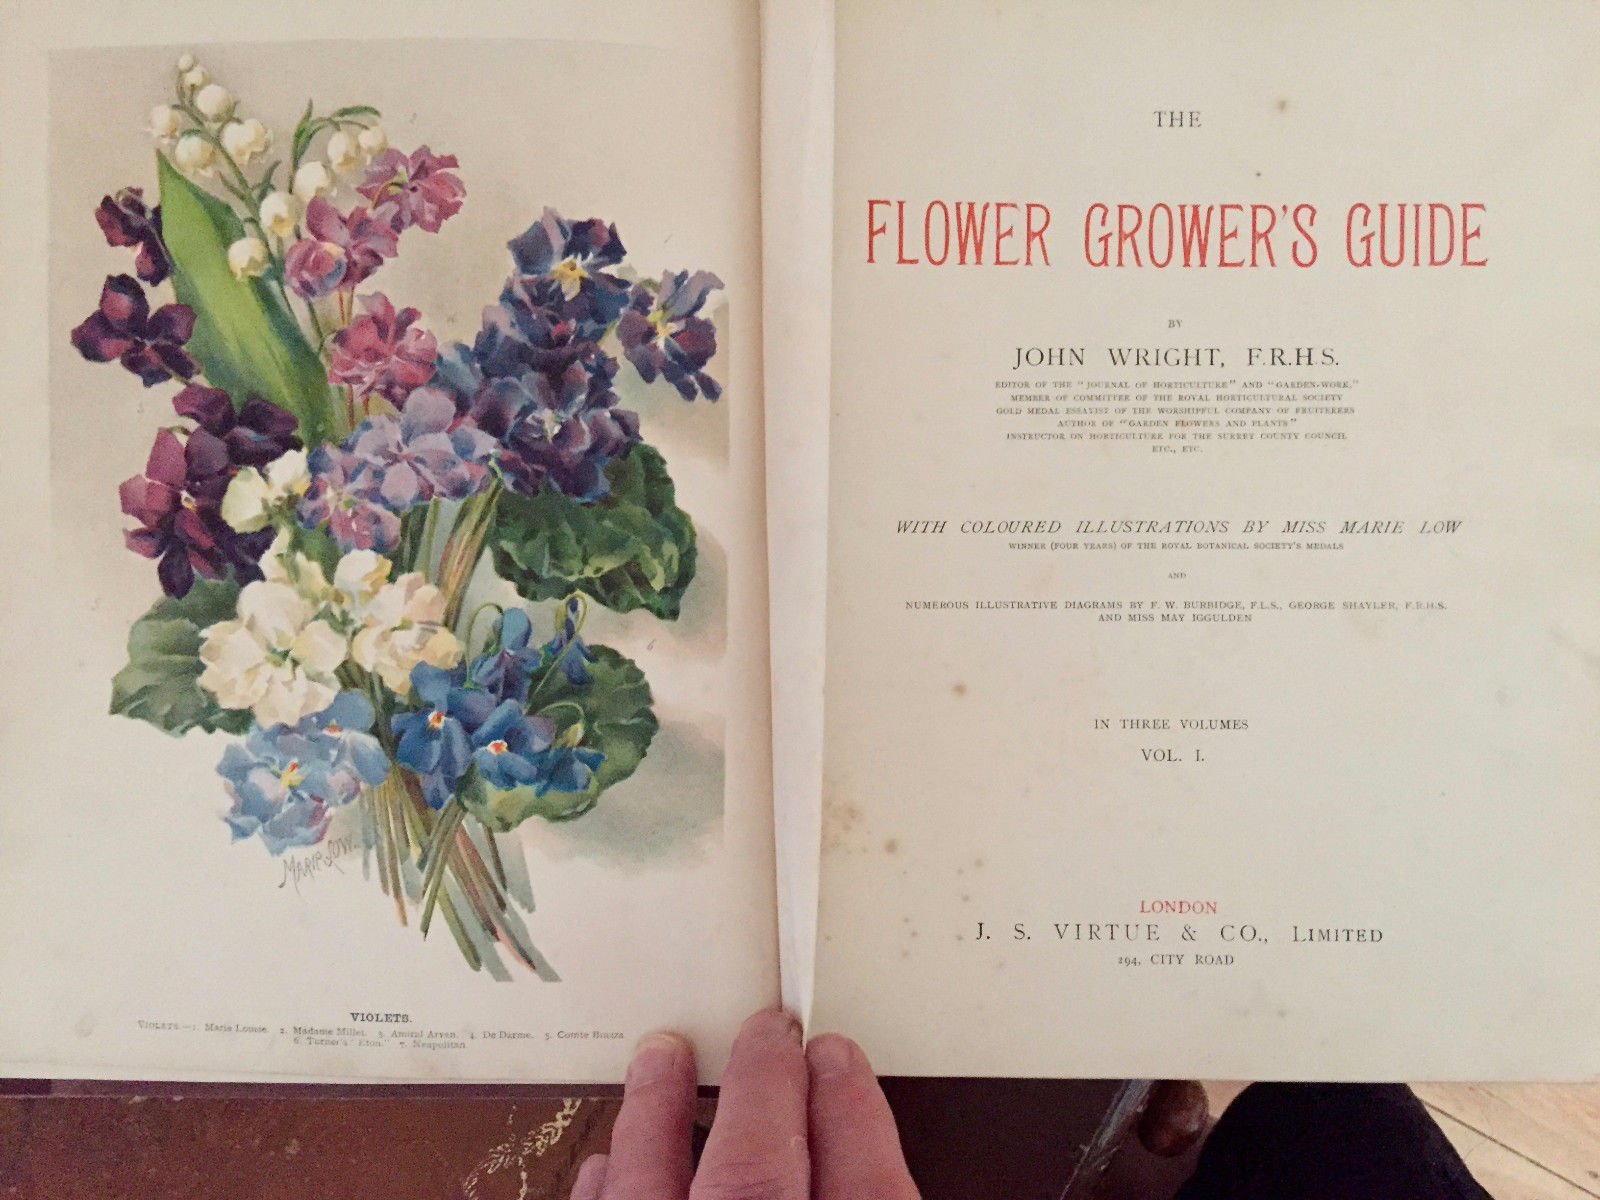 MARIE LOW.
VIOLETS.
VIOLETS.—1. Marie Louise. 2. Madame Millet. 3. Amiral Avellan. 4. De Parme. 5. Comte Brazza.
6. Turner's "Eton." 7. Neapolitan.
THE
FLOWER GROWER'S GUIDE
BY
JOHN WRIGHT, F.R.H.S.
EDITOR OF THE "JOURNAL OF HORTICULTURE" AND "GARDEN-WORK,"
MEMBER OF COMMITTEE OF THE ROYAL HORTICULTURAL SOCIETY
GOLD MEDAL ESSAYIST OF THE WORSHIPFUL COMPANY OF FRUITERERS
AUTHOR OF "GARDEN FLOWERS AND PLANTS"
INSTRUCTOR ON HORTICULTURE FOR THE SURREY COUNTY COUNCIL
ETC., ETC.
WITH COLOURED ILLUSTRATIONS BY MISS MARIE LOW
WINNER (FOUR YEARS) OF THE ROYAL BOTANICAL SOCIETY'S MEDALS
AND
NUMEROUS ILLUSTRATIVE DIAGRAMS BY F. W. BURBIDGE, F.L.S., GEORGE SHAYLER, F.R.H.S.
AND MISS MAY IGGULDEN
IN THREE VOLUMES
VOL. I.
LONDON
J. S. VIRTUE & CO., LIMITED
294, CITY ROAD